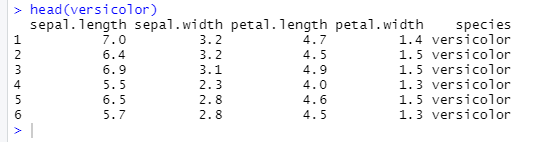 > head(versicolor)
  sepal.length sepal.width petal.length petal.width    species
1          7.0         3.2          4.7         1.4 versicolor
2          6.4         3.2          4.5         1.5 versicolor
3          6.9         3.1          4.9         1.5 versicolor
4          5.5         2.3          4.0         1.3 versicolor
5          6.5         2.8          4.6         1.5 versicolor
6          5.7         2.8          4.5         1.3 versicolor
>